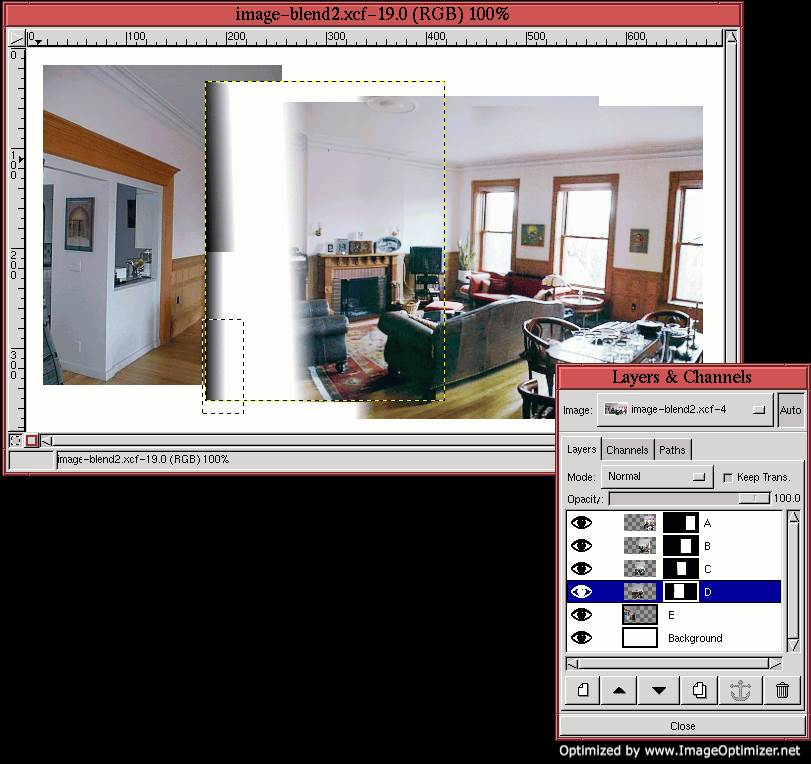 image-blend2.xcf-19.0 (RGB) 100%
0 100 200 300 400 500 600
0
100
200
300
image-blend2.xcf-19.0 (RGB) 100%
Layers & Channels
Image: image-blend2.xcf-4 Auto
Layers Channels Paths
Mode: Normal Keep Trans.
Opacity: 100.0
A
B
C
D
E
Background
Close
Optimized by www.ImageOptimizer.net